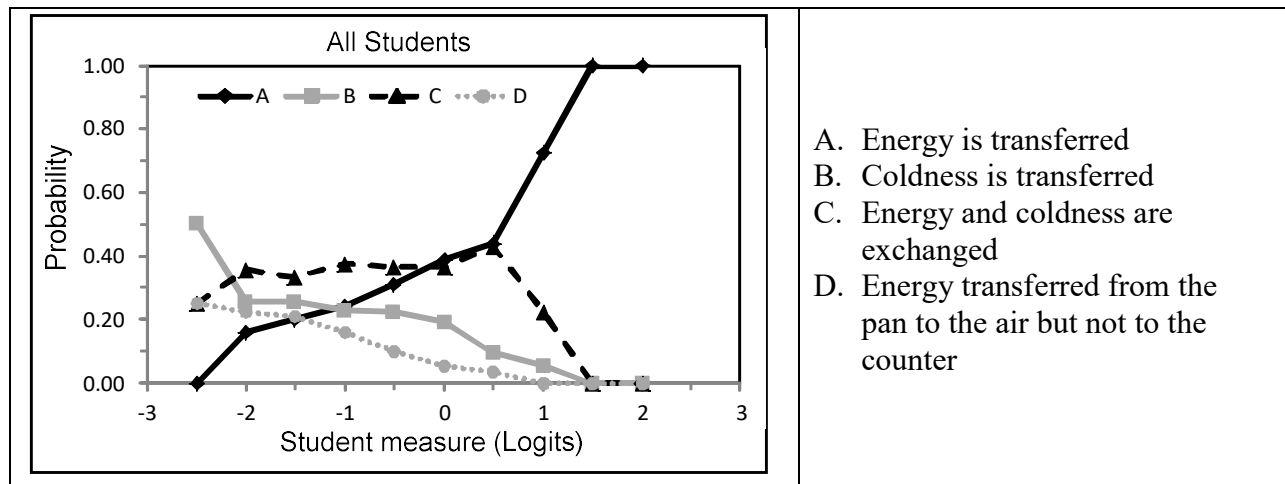 All Students
1.00
0.80
0.60
0.40
0.20
0.00
A
B
C
D
Probability
-3
-2
-1
0
1
2
3
Student measure (Logits)
A. Energy is transferred
B. Coldness is transferred
C. Energy and coldness are
exchanged
D. Energy transferred from the
pan to the air but not to the
counter